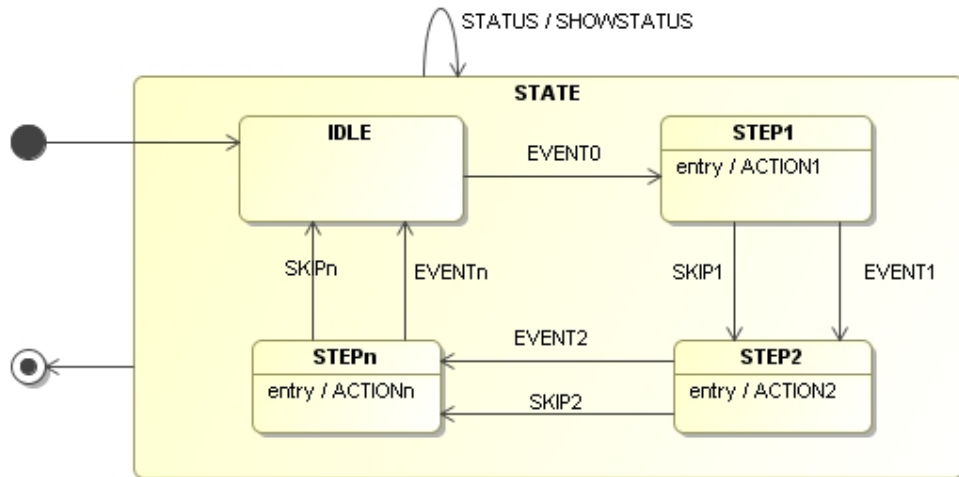 STATUS / SHOWSTATUS
STATE
IDLE
STEP1
entry / ACTION1
EVENT0
SKIPn
EVENTn
SKIP1
EVENT1
STEPn
entry / ACTIONn
EVENT2
SKIP2
STEP2
entry / ACTION2